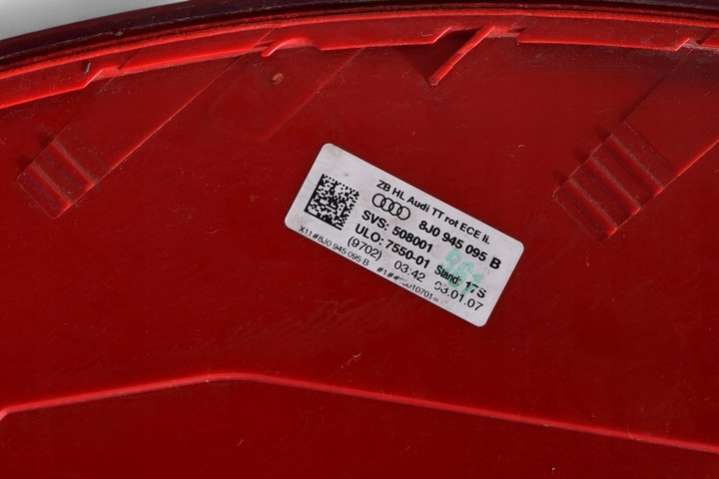 ZB HL Audi TT rot ECE li.
8J0 945 095 B
SVS: 508001
ULO: 7550-01 Stand: 17S
(9702) 03:42 03.01.07
X11#8J0 945 095 B